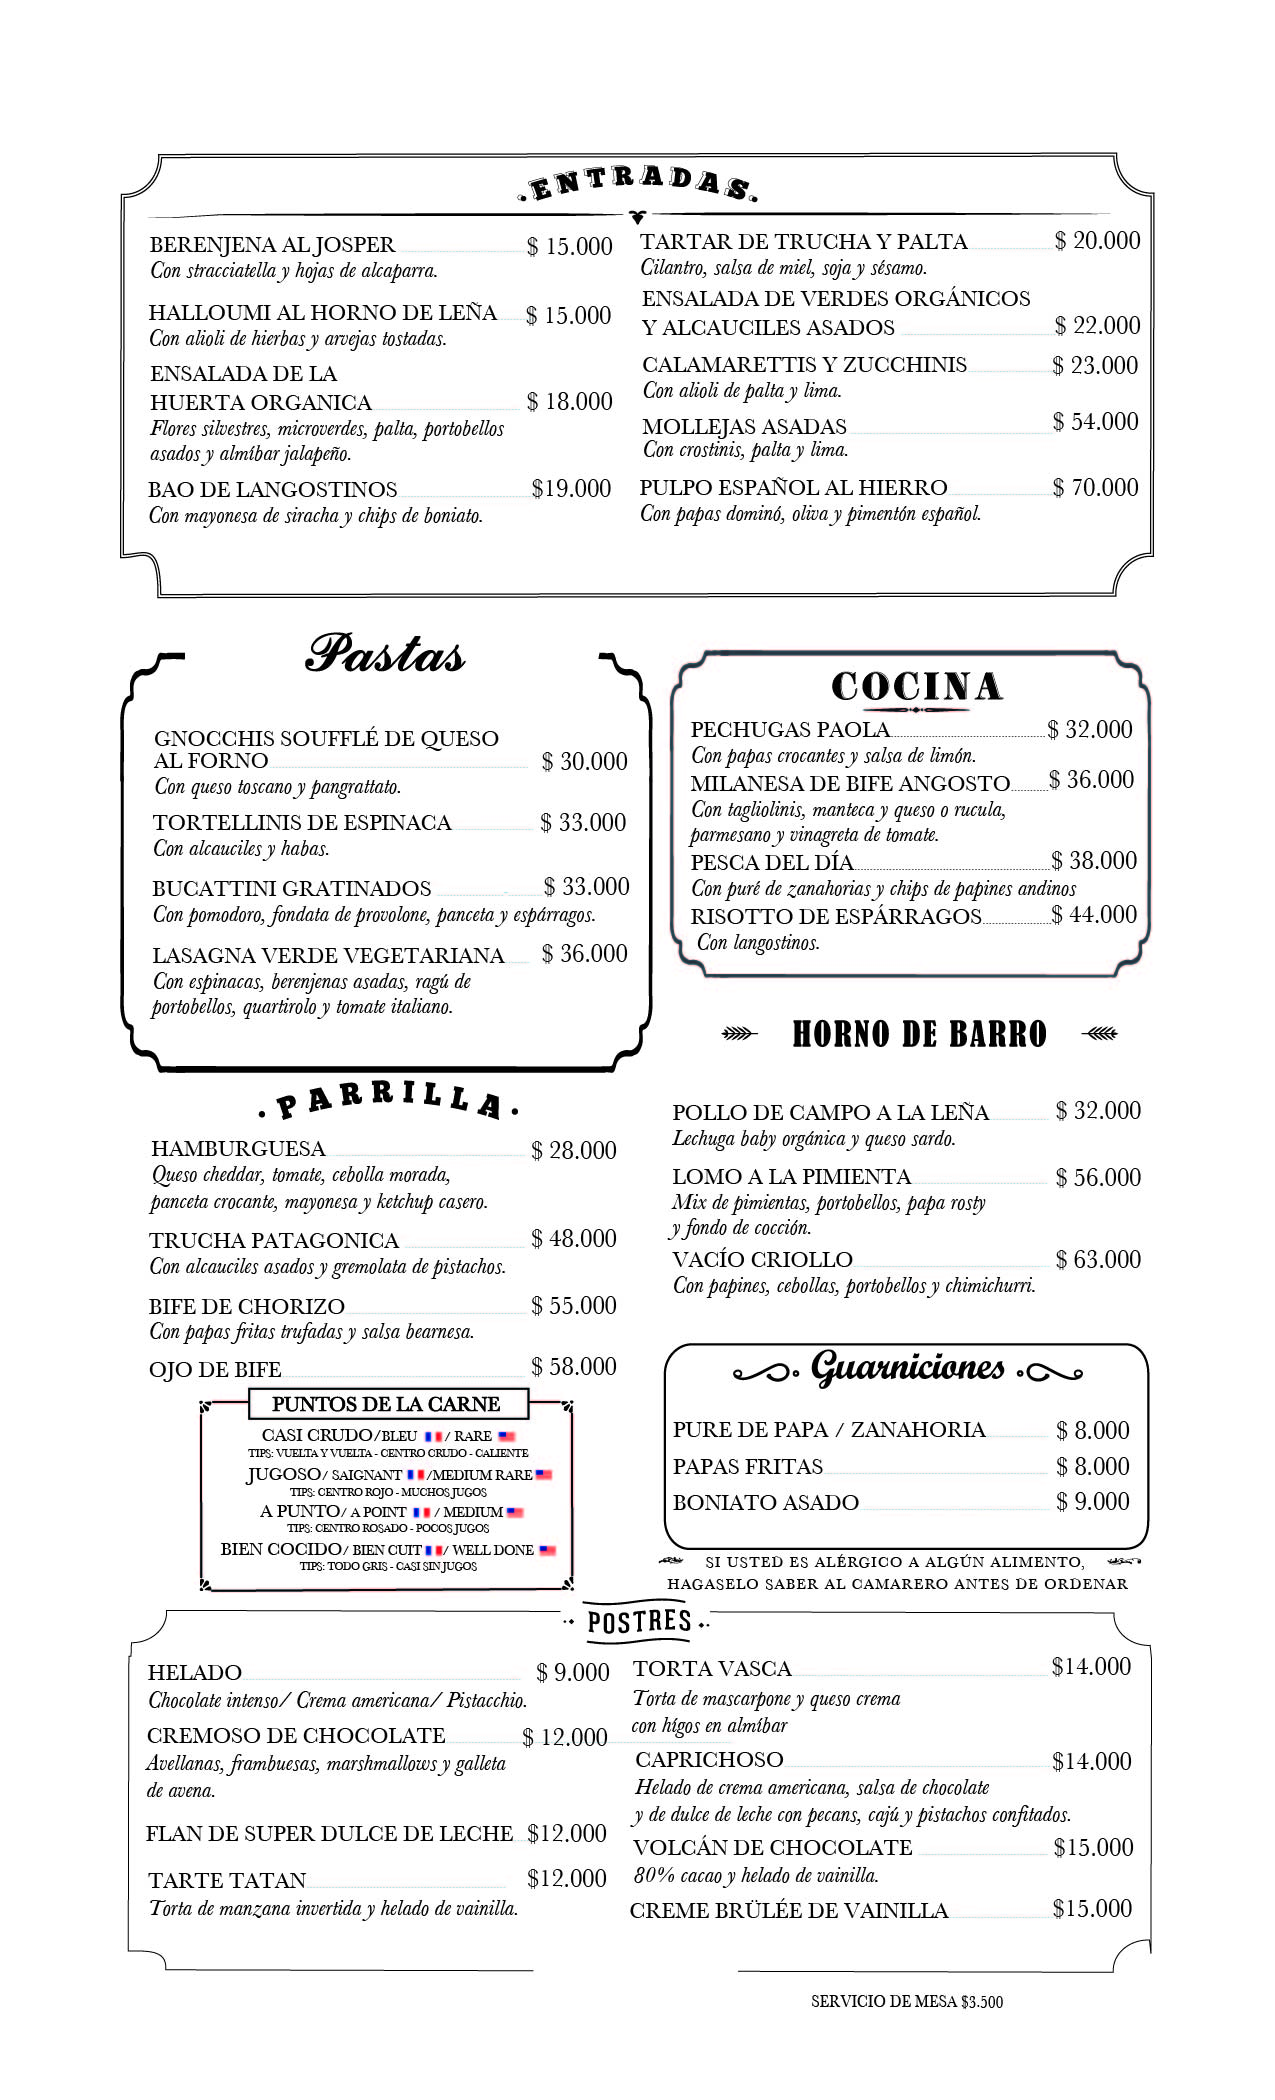 ENTRADAS
BERENJENA AL JOSPER $ 15.000
Con stracciatella y hojas de alcaparra.
HALLOUMI AL HORNO DE LEÑA $ 15.000
Con alioli de hierbas y arvejas tostadas.
ENSALADA DE LA
HUERTA ORGANICA $ 18.000
Flores silvestres, microverdes, palta, portobellos
asados y almíbar jalapeño.
BAO DE LANGOSTINOS $19.000
Con mayonesa de siracha y chips de boniato.
TARTAR DE TRUCHA Y PALTA $ 20.000
Cilantro, salsa de miel, soja y sésamo.
ENSALADA DE VERDES ORGÁNICOS
Y ALCAUCILES ASADOS $ 22.000
CALAMARETTIS Y ZUCCHINIS $ 23.000
Con alioli de palta y lima.
MOLLEJAS ASADAS $ 54.000
Con crostinis, palta y lima.
PULPO ESPAÑOL AL HIERRO $ 70.000
Con papas dominó, oliva y pimentón español.
Pastas
GNOCCHIS SOUFFLÉ DE QUESO
AL FORNO $ 30.000
Con queso toscano y pangrattato.
TORTELLINIS DE ESPINACA $ 33.000
Con alcauciles y habas.
BUCATTINI GRATINADOS $ 33.000
Con pomodoro, fondata de provolone, panceta y espárragos.
LASAGNA VERDE VEGETARIANA $ 36.000
Con espinacas, berenjenas asadas, ragú de
portobellos, quartirolo y tomate italiano.
COCINA
PECHUGAS PAOLA $ 32.000
Con papas crocantes y salsa de limón.
MILANESA DE BIFE ANGOSTO $ 36.000
Con tagliolinis, manteca y queso o rucula,
parmesano y vinagreta de tomate.
PESCA DEL DÍA $ 38.000
Con puré de zanahorias y chips de papines andinos
RISOTTO DE ESPÁRRAGOS $ 44.000
Con langostinos.
PARRILLA
HAMBURGUESA $ 28.000
Queso cheddar, tomate, cebolla morada,
panceta crocante, mayonesa y ketchup casero.
TRUCHA PATAGONICA $ 48.000
Con alcauciles asados y gremolata de pistachos.
BIFE DE CHORIZO $ 55.000
Con papas fritas trufadas y salsa bearnesa.
OJO DE BIFE $ 58.000
PUNTOS DE LA CARNE
CASI CRUDO/BLEU / RARE
TIPS: VUELTA Y VUELTA - CENTRO CRUDO - CALIENTE
JUGOSO/ SAIGNANT /MEDIUM RARE
TIPS: CENTRO ROJO - MUCHOS JUGOS
A PUNTO/ A POINT / MEDIUM
TIPS: CENTRO ROSADO - POCOS JUGOS
BIEN COCIDO/ BIEN CUIT / WELL DONE
TIPS: TODO GRIS - CASI SIN JUGOS
HORNO DE BARRO
POLLO DE CAMPO A LA LEÑA $ 32.000
Lechuga baby orgánica y queso sardo.
LOMO A LA PIMIENTA $ 56.000
Mix de pimientas, portobellos, papa rosty
y fondo de cocción.
VACÍO CRIOLLO $ 63.000
Con papines, cebollas, portobellos y chimichurri.
Guarniciones
PURE DE PAPA / ZANAHORIA $ 8.000
PAPAS FRITAS $ 8.000
BONIATO ASADO $ 9.000
SI USTED ES ALÉRGICO A ALGÚN ALIMENTO,
HAGASELO SABER AL CAMARERO ANTES DE ORDENAR
POSTRES
HELADO $ 9.000
Chocolate intenso/ Crema americana/ Pistacchio.
CREMOSO DE CHOCOLATE $ 12.000
Avellanas, frambuesas, marshmallows y galleta
de avena.
FLAN DE SUPER DULCE DE LECHE $12.000
TARTE TATAN $12.000
Torta de manzana invertida y helado de vainilla.
TORTA VASCA $14.000
Torta de mascarpone y queso crema
con hígos en almíbar
CAPRICHOSO $14.000
Helado de crema americana, salsa de chocolate
y de dulce de leche con pecans, cajú y pistachos confitados.
VOLCÁN DE CHOCOLATE $15.000
80% cacao y helado de vainilla.
CREME BRÜLÉE DE VAINILLA $15.000
SERVICIO DE MESA $3.500